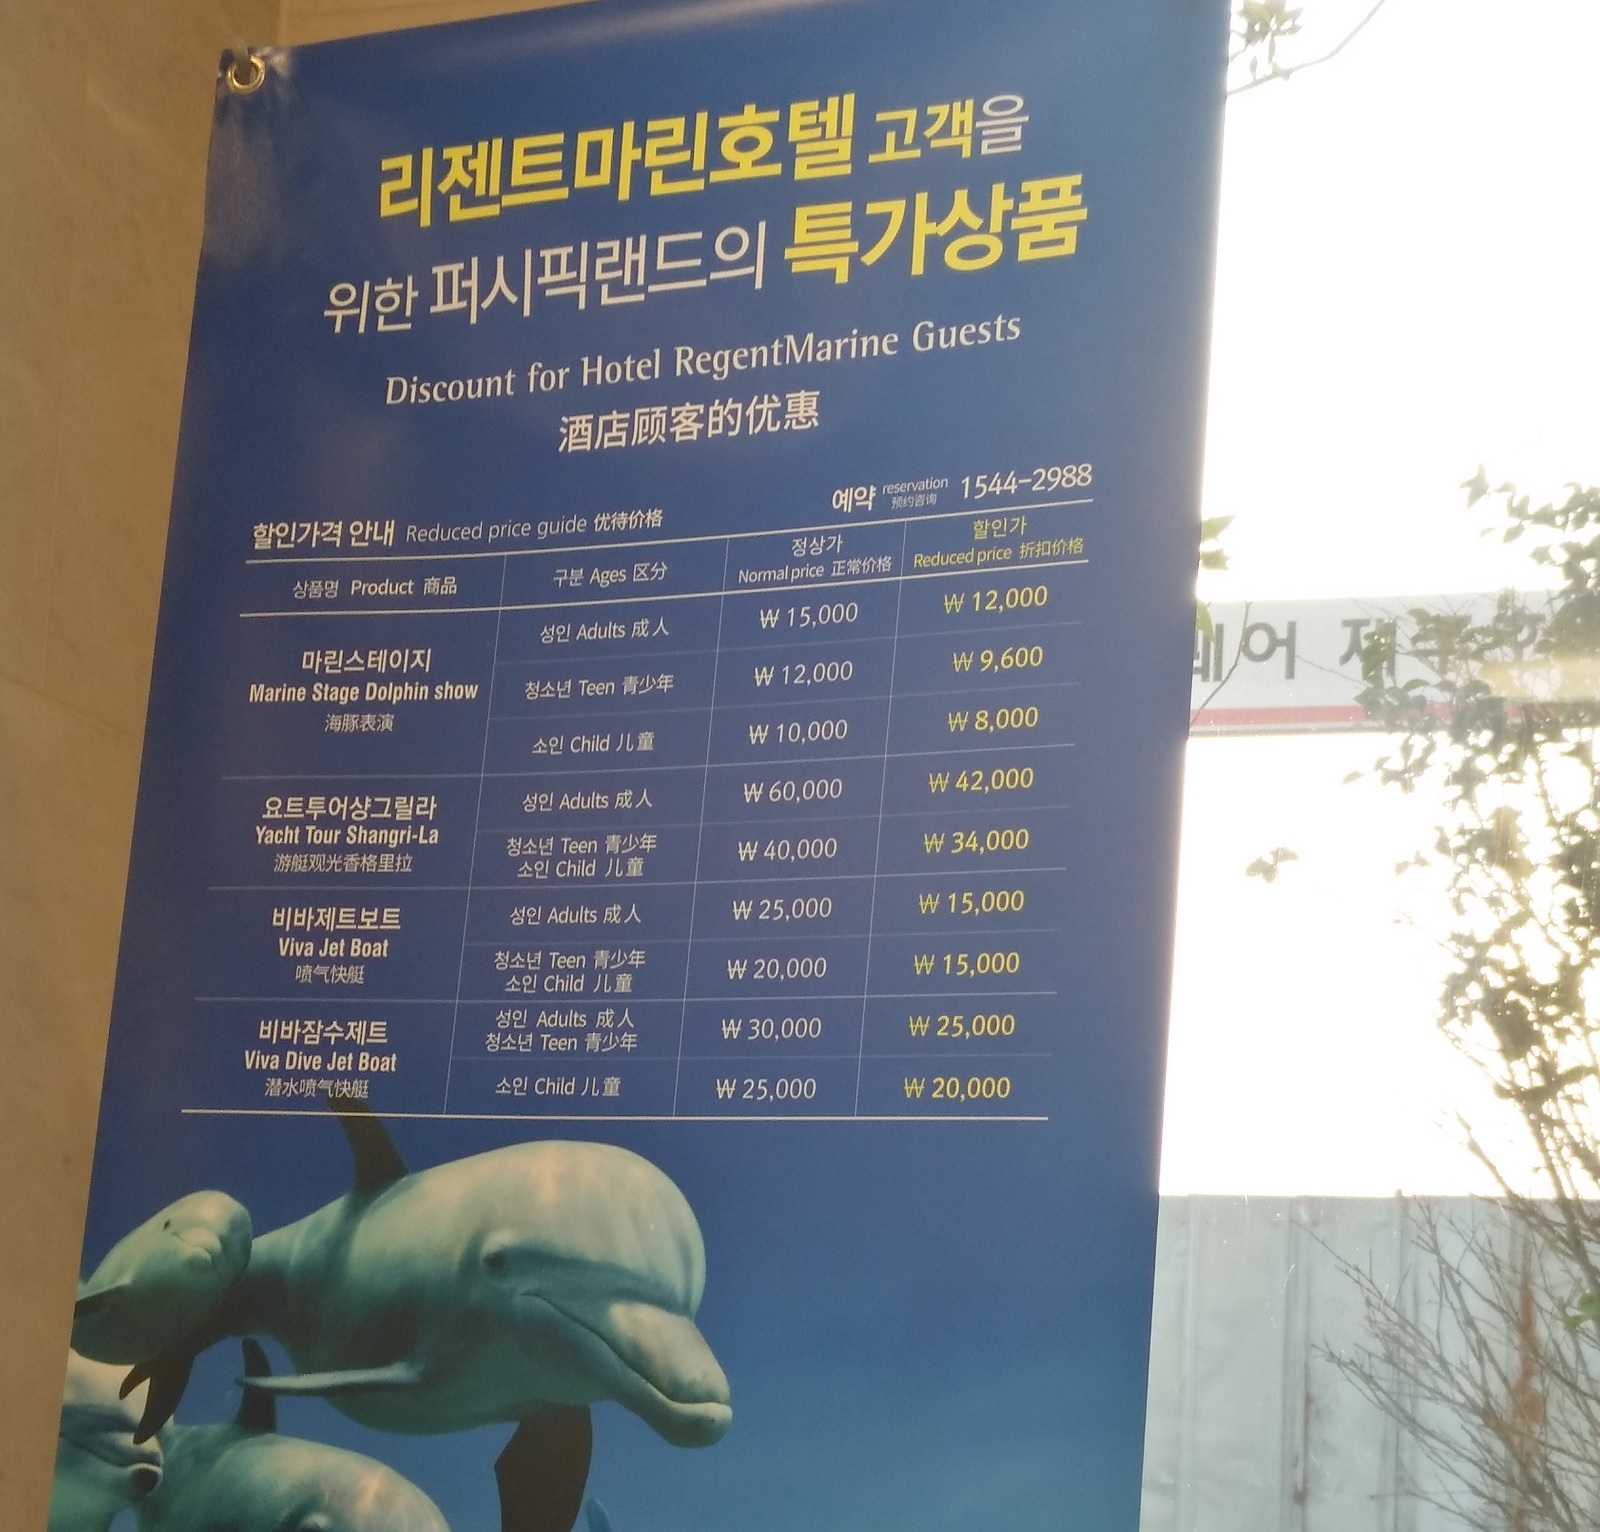 리젠트마린호텔 고객을
위한 퍼시픽랜드의 특가상품
Discount for Hotel RegentMarine Guests
酒店顾客的优惠
예약 reservation 预约咨询 1544-2988
할인가격 안내 Reduced price guide 优待价格
상품명 Product 商品
구분 Ages 区分
정상가
Normal price 正常价格
할인가
Reduced price 折扣价格
마린스테이지
Marine Stage Dolphin show
海豚表演
성인 Adults 成人 ₩ 15,000 ₩ 12,000
청소년 Teen 青少年 ₩ 12,000 ₩ 9,600
소인 Child 儿童 ₩ 10,000 ₩ 8,000
요트투어샹그릴라
Yacht Tour Shangri-La
游艇观光香格里拉
성인 Adults 成人 ₩ 60,000 ₩ 42,000
청소년 Teen 青少年
소인 Child 儿童 ₩ 40,000 ₩ 34,000
비바제트보트
Viva Jet Boat
喷气快艇
성인 Adults 成人 ₩ 25,000 ₩ 15,000
청소년 Teen 青少年
소인 Child 儿童 ₩ 20,000 ₩ 15,000
비바잠수제트
Viva Dive Jet Boat
潜水喷气快艇
성인 Adults 成人
청소년 Teen 青少年 ₩ 30,000 ₩ 25,000
소인 Child 儿童 ₩ 25,000 ₩ 20,000